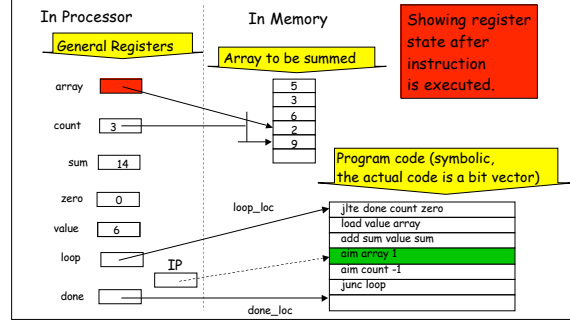 In Processor
General Registers
array
count
3
sum
14
zero
0
value
6
loop
IP
done
In Memory
Array to be summed
5
3
6
2
9
Showing register
state after
instruction
is executed.
Program code (symbolic,
the actual code is a bit vector)
loop_loc
jlte done count zero
load value array
add sum value sum
aim array 1
aim count -1
junc loop
done_loc